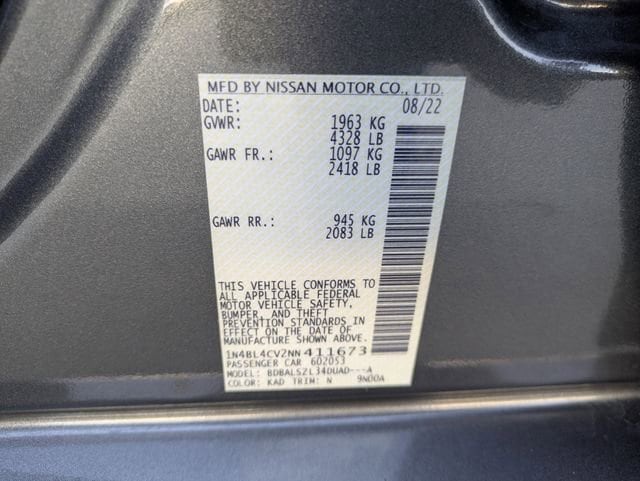 MFD BY NISSAN MOTOR CO., LTD.
DATE: 08/22
GVWR: 1963 KG
4328 LB
GAWR FR.: 1097 KG
2418 LB
GAWR RR.: 945 KG
2083 LB
THIS VEHICLE CONFORMS TO
ALL APPLICABLE FEDERAL
MOTOR VEHICLE SAFETY,
BUMPER, AND THEFT
PREVENTION STANDARDS IN
EFFECT ON THE DATE OF
MANUFACTURE SHOWN ABOVE.
1N4BL4CV2NN411673
PASSENGER CAR 602053
MODEL: BDBALSZL34DUAD---A
COLOR: KAD TRIM: N 9N00A